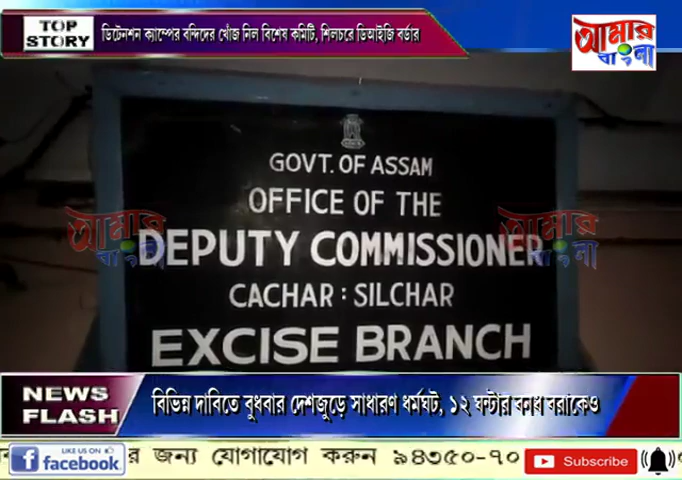 TOP STORY
ডিটেনশন ক্যাম্পের বন্দিদের খোঁজ নিল বিশেষ কমিটি, শিলচরে ডিআইজি বর্ডার
আমার বাংলা
GOVT. OF ASSAM
OFFICE OF THE
আমার বাংলা
আমার বাংলা
DEPUTY COMMISSIONER
CACHAR : SILCHAR
EXCISE BRANCH
NEWS FLASH
বিভিন্ন দাবিতে বুধবার দেশজুড়ে সাধারণ ধর্মঘট, ১২ ঘন্টার বনধ বরাকেও
LIKE US ON
facebook
র জন্য যোগাযোগ করুন ৯৪৩৫০-৭০
Subscribe